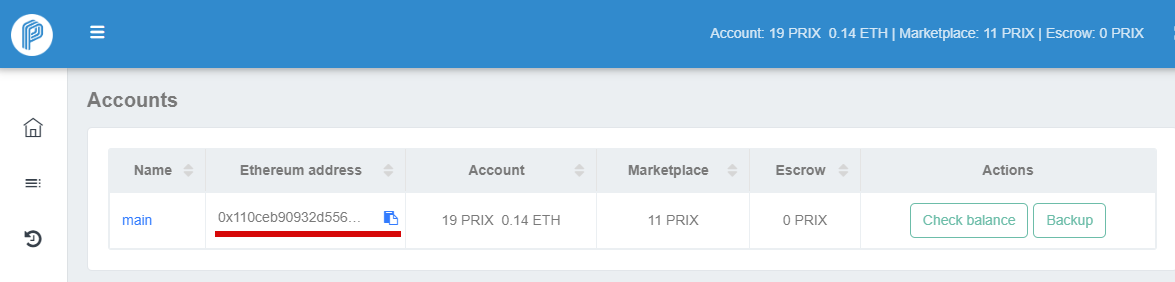 Account: 19 PRIX 0.14 ETH | Marketplace: 11 PRIX | Escrow: 0 PRIX
Accounts
Name Ethereum address Account Marketplace Escrow Actions
main 0x110ceb90932d556... 19 PRIX 0.14 ETH 11 PRIX 0 PRIX Check balance Backup